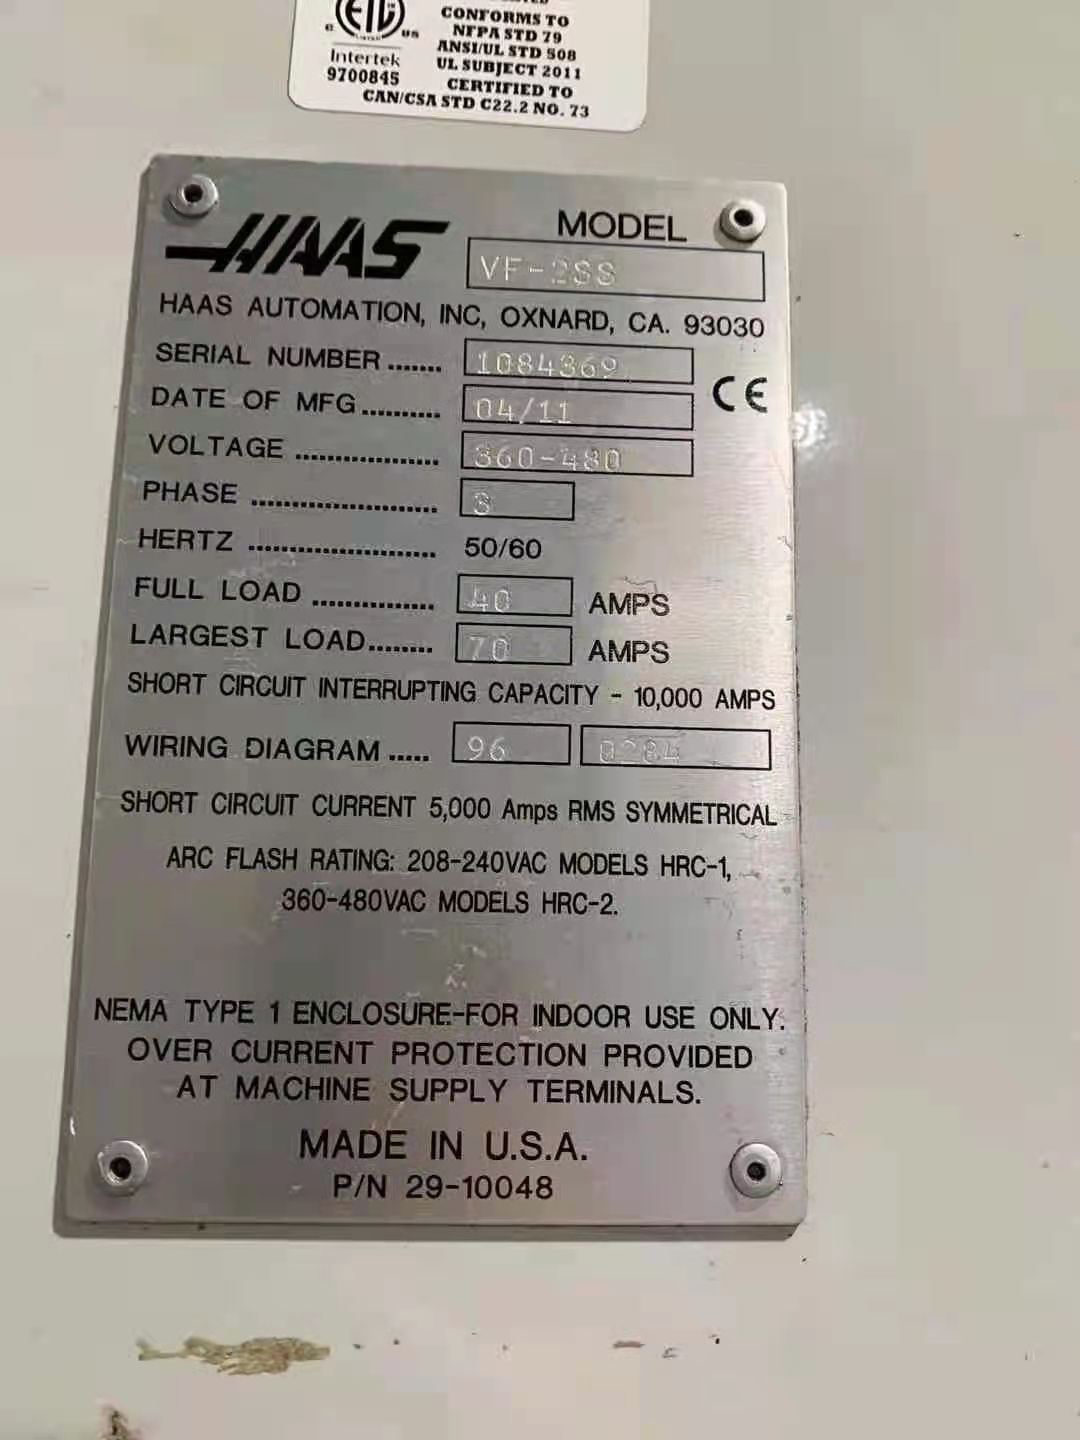 ETL
c us
Intertek
9700845
CONFORMS TO
NFPA STD 79
ANSI/UL STD 508
UL SUBJECT 2011
CERTIFIED TO
CAN/CSA STD C22.2 NO. 73
HAAS
MODEL
VF-2SS
HAAS AUTOMATION, INC, OXNARD, CA. 93030
SERIAL NUMBER ....... 1084369
CE
DATE OF MFG.......... 04/11
VOLTAGE .................. 360-480
PHASE ....................... 3
HERTZ ....................... 50/60
FULL LOAD ............... 40 AMPS
LARGEST LOAD........ 70 AMPS
SHORT CIRCUIT INTERRUPTING CAPACITY - 10,000 AMPS
WIRING DIAGRAM ..... 96 0284
SHORT CIRCUIT CURRENT 5,000 Amps RMS SYMMETRICAL
ARC FLASH RATING: 208-240VAC MODELS HRC-1,
360-480VAC MODELS HRC-2.
NEMA TYPE 1 ENCLOSURE-FOR INDOOR USE ONLY.
OVER CURRENT PROTECTION PROVIDED
AT MACHINE SUPPLY TERMINALS.
MADE IN U.S.A.
P/N 29-10048